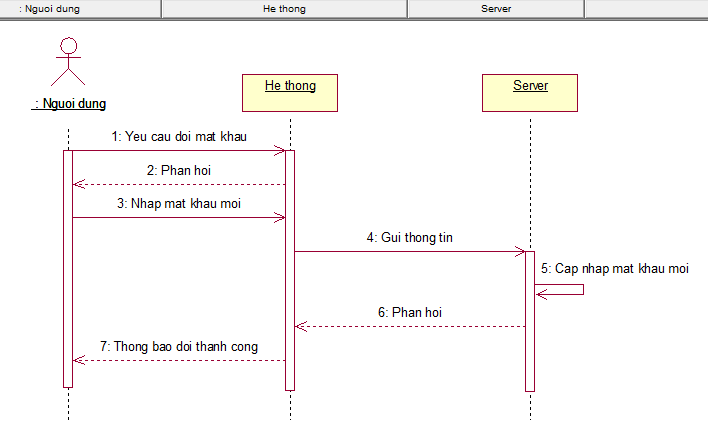 : Nguoi dung
He thong
Server
: Nguoi dung
He thong
Server
1: Yeu cau doi mat khau
2: Phan hoi
3: Nhap mat khau moi
4: Gui thong tin
5: Cap nhap mat khau moi
6: Phan hoi
7: Thong bao doi thanh cong